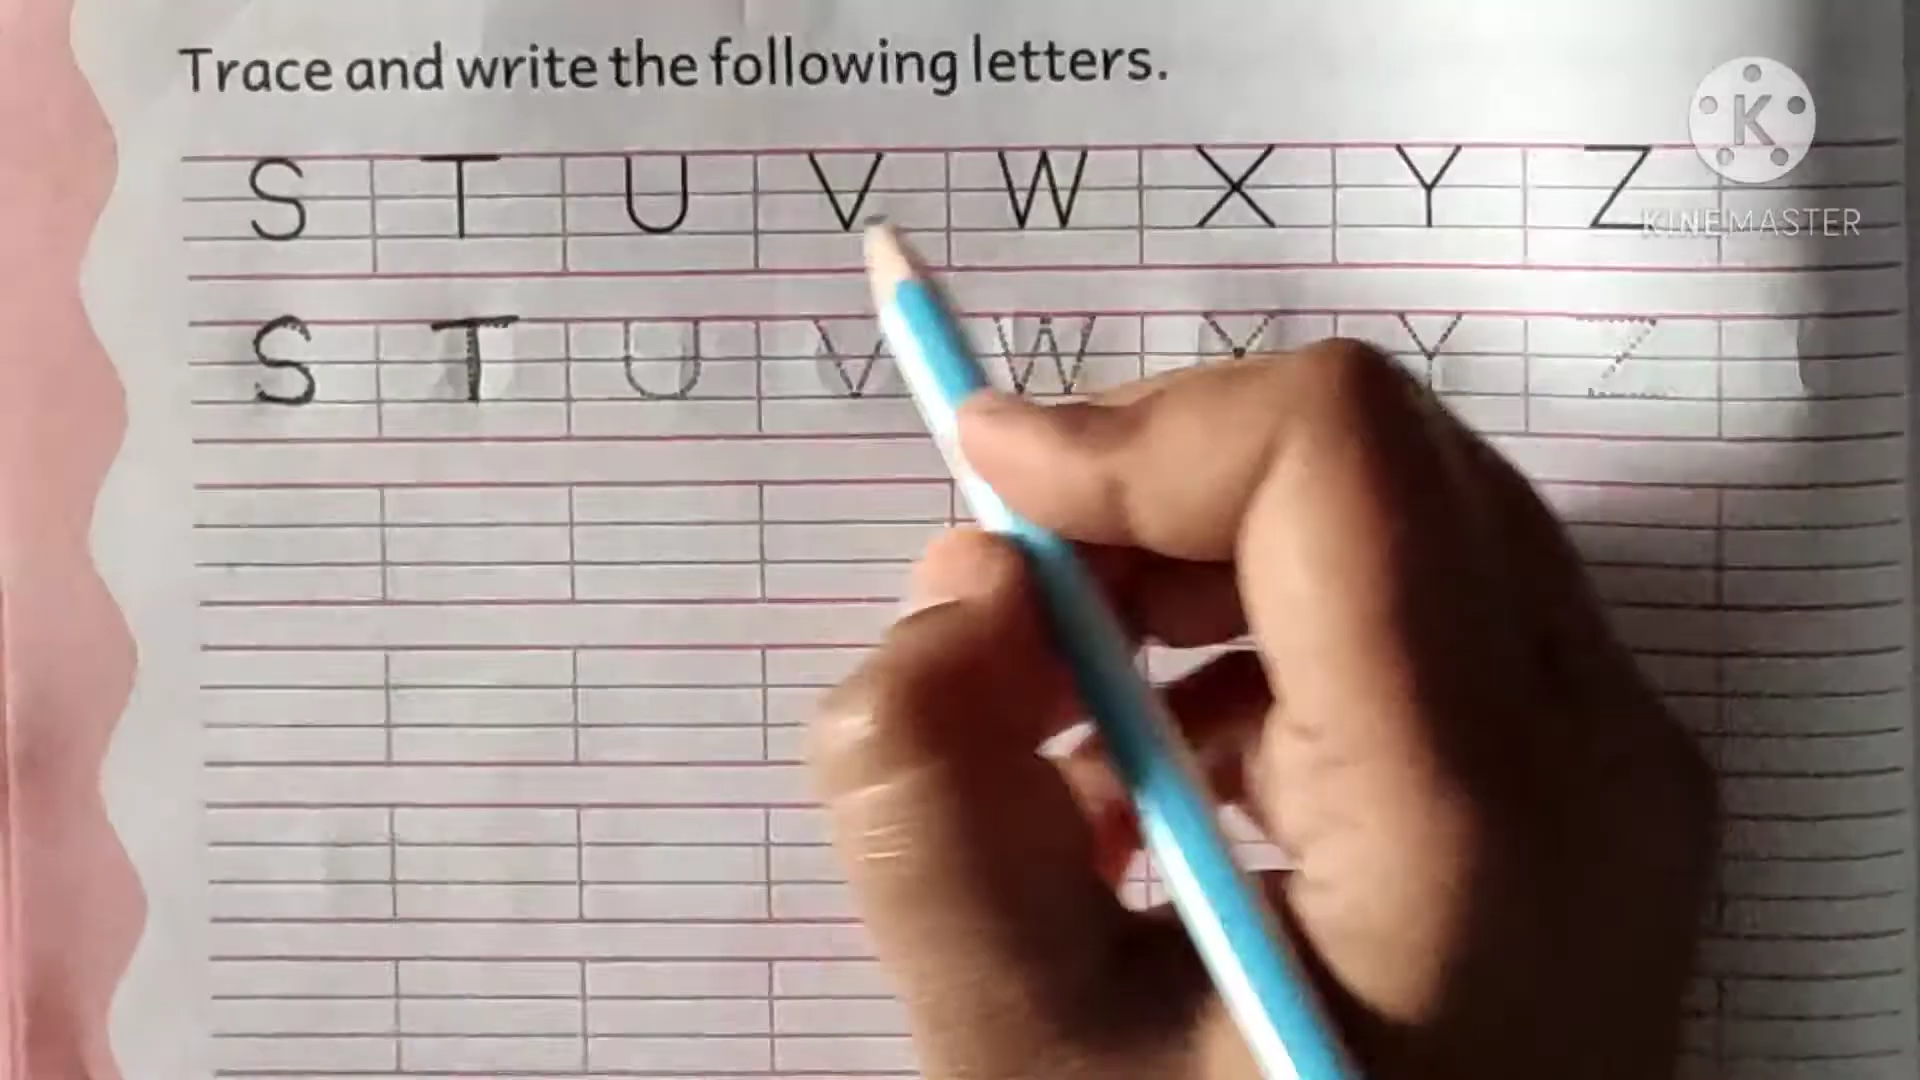 Trace and write the following letters.
K
KINEMASTER
S T U V W X Y Z
S T U V W X Y Z